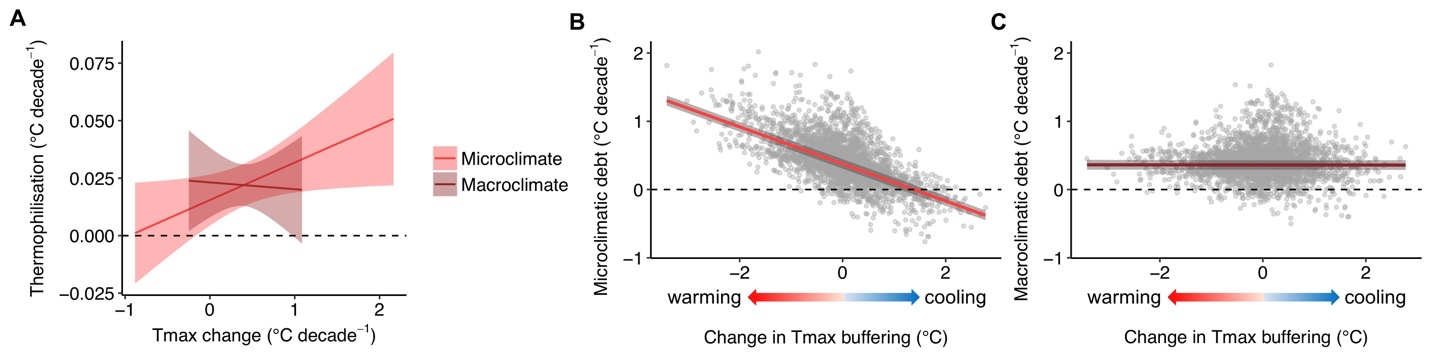 A
Thermophilisation (°C decade⁻¹)
0.075
0.050
0.025
0.000
−0.025
−1
0
1
2
Tmax change (°C decade⁻¹)
Microclimate
Macroclimate
B
Microclimatic debt (°C decade⁻¹)
2
1
0
−1
−2
0
2
warming
cooling
Change in Tmax buffering (°C)
C
Macroclimatic debt (°C decade⁻¹)
2
1
0
−1
−2
0
2
warming
cooling
Change in Tmax buffering (°C)